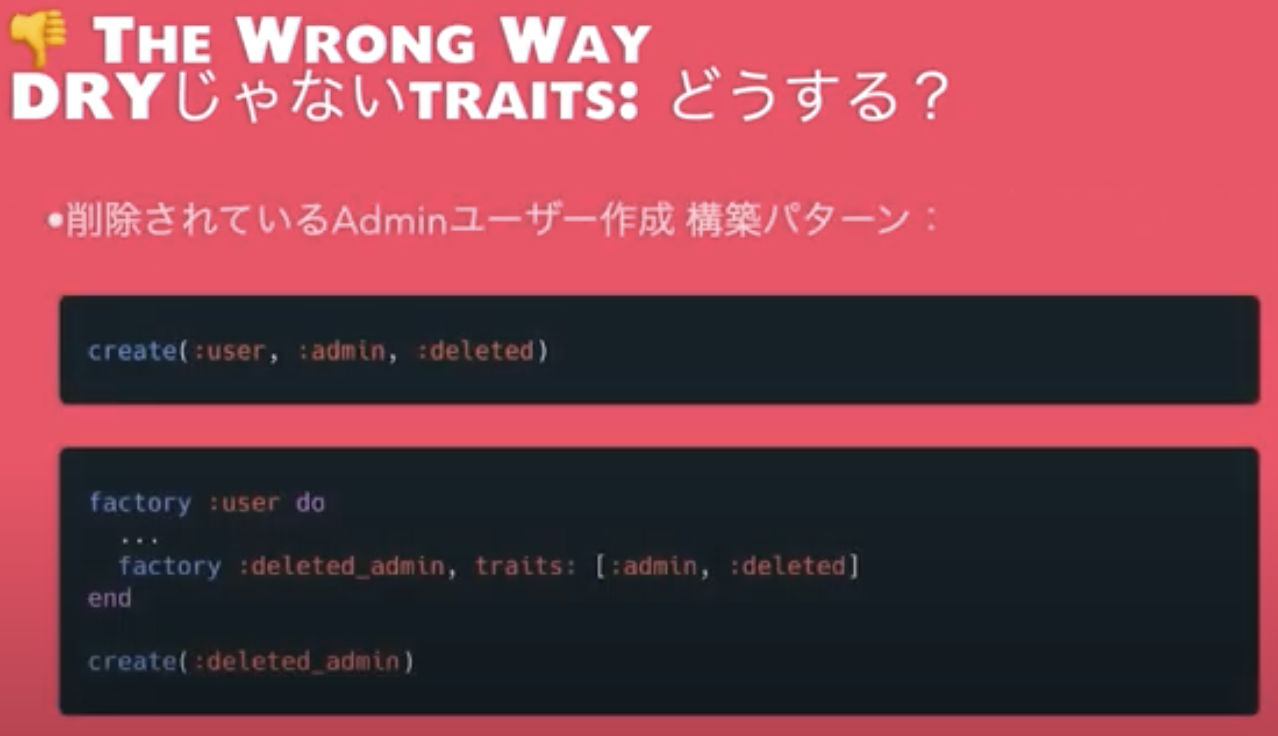 👎 THE WRONG WAY
DRYじゃないTRAITS: どうする？
•削除されているAdminユーザー作成 構築パターン：
create(:user, :admin, :deleted)
factory :user do
  ...
  factory :deleted_admin, traits: [:admin, :deleted]
end
create(:deleted_admin)